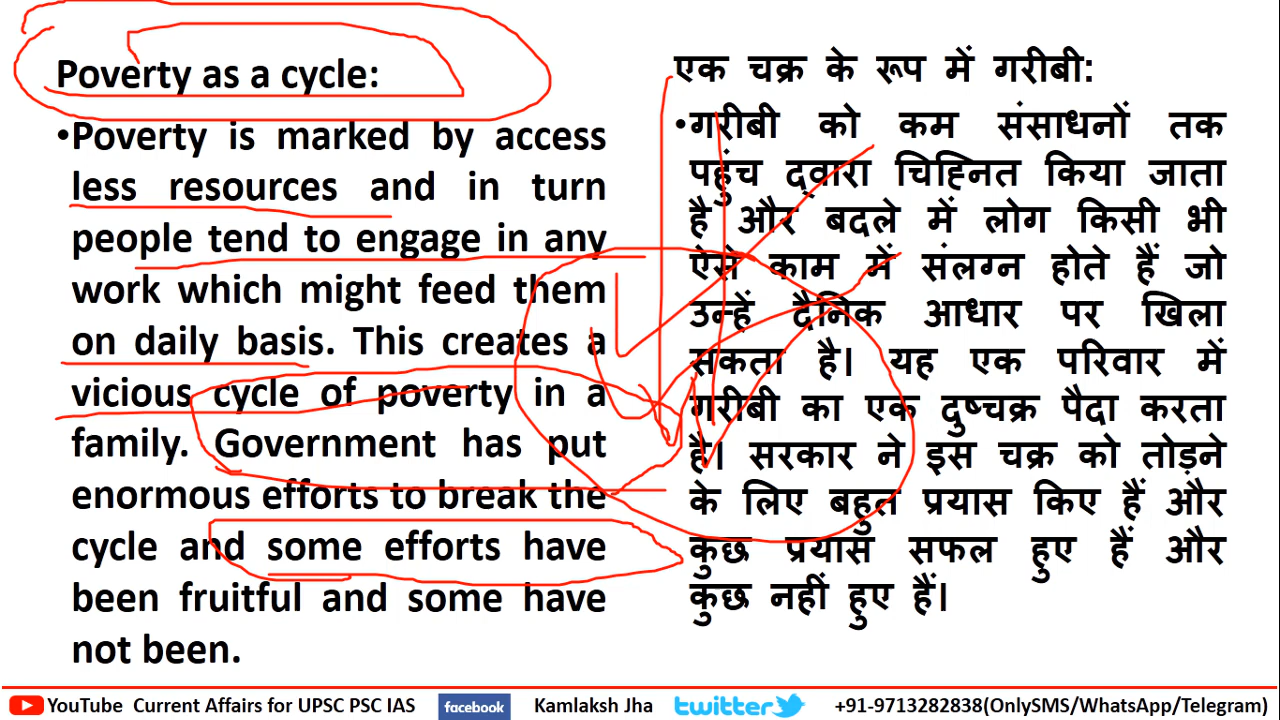 Poverty as a cycle:
•Poverty is marked by access
less resources and in turn
people tend to engage in any
work which might feed them
on daily basis. This creates a
vicious cycle of poverty in a
family. Government has put
enormous efforts to break the
cycle and some efforts have
been fruitful and some have
not been.
एक चक्र के रूप में गरीबी:
•गरीबी को कम संसाधनों तक
पहुंच द्वारा चिह्नित किया जाता
है और बदले में लोग किसी भी
ऐसे काम में संलग्न होते हैं जो
उन्हें दैनिक आधार पर खिला
सकता है। यह एक परिवार में
गरीबी का एक दुष्चक्र पैदा करता
है। सरकार ने इस चक्र को तोड़ने
के लिए बहुत प्रयास किए हैं और
कुछ प्रयास सफल हुए हैं और
कुछ नहीं हुए हैं।
YouTube Current Affairs for UPSC PSC IAS facebook Kamlaksh Jha twitter +91-9713282838(OnlySMS/WhatsApp/Telegram)